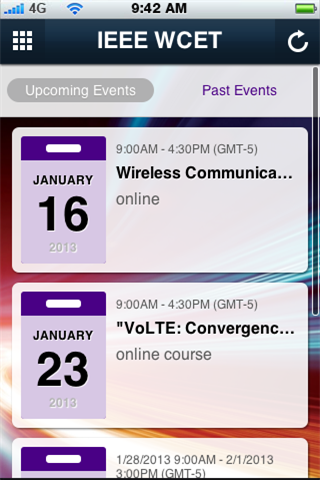 4G 9:42 AM
IEEE WCET
Upcoming Events Past Events
JANUARY
16
2013
9:00AM - 4:30PM (GMT-5)
Wireless Communica...
online
JANUARY
23
2013
9:00AM - 4:30PM (GMT-5)
"VoLTE: Convergenc...
online course
1/28/2013 9:00AM - 2/1/2013
3:00PM (GMT-5)